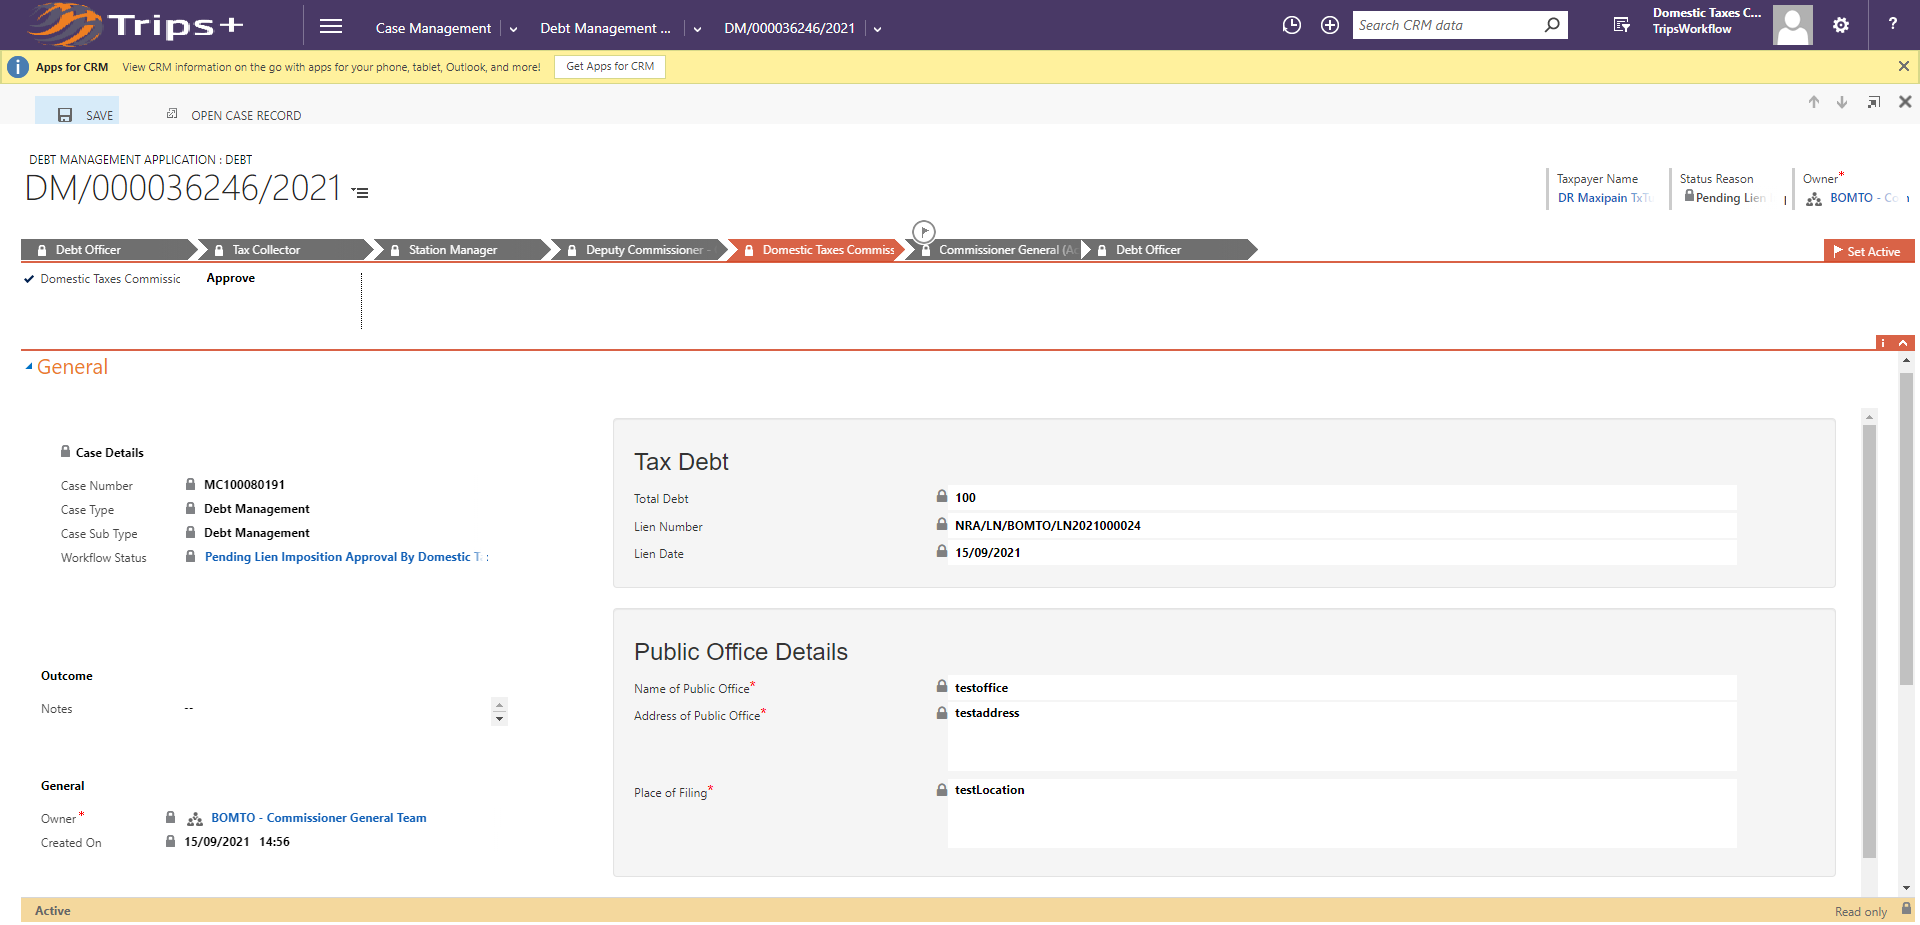 Trips+
Case Management
Debt Management ...
DM/000036246/2021
Search CRM data
Domestic Taxes C...
TripsWorkflow
?
Apps for CRM
View CRM information on the go with apps for your phone, tablet, Outlook, and more!
Get Apps for CRM
SAVE
OPEN CASE RECORD
DEBT MANAGEMENT APPLICATION : DEBT
DM/000036246/2021
Taxpayer Name
DR Maxipain TxTu
Status Reason
Pending Lien
Owner*
BOMTO - Co
Debt Officer
Tax Collector
Station Manager
Deputy Commissioner -
Domestic Taxes Commiss
Commissioner General (Ac
Debt Officer
Set Active
Domestic Taxes Commissic
Approve
General
Case Details
Case Number
MC100080191
Case Type
Debt Management
Case Sub Type
Debt Management
Workflow Status
Pending Lien Imposition Approval By Domestic
Outcome
Notes
--
General
Owner*
BOMTO - Commissioner General Team
Created On
15/09/2021 14:56
Tax Debt
Total Debt
100
Lien Number
NRA/LN/BOMTO/LN2021000024
Lien Date
15/09/2021
Public Office Details
Name of Public Office*
testoffice
Address of Public Office*
testaddress
Place of Filing*
testLocation
Active
Read only